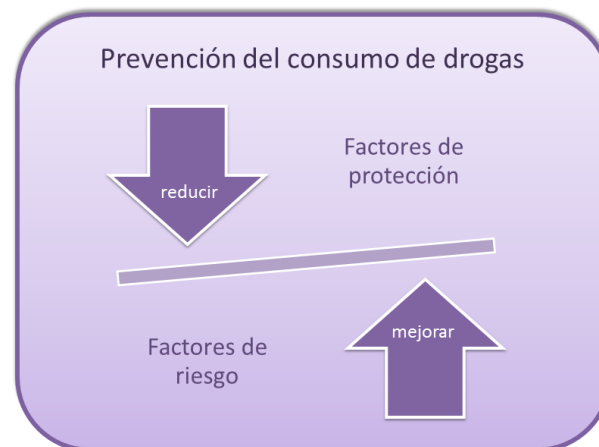 Prevención del consumo de drogas
reducir
Factores de
protección
Factores de
riesgo
mejorar